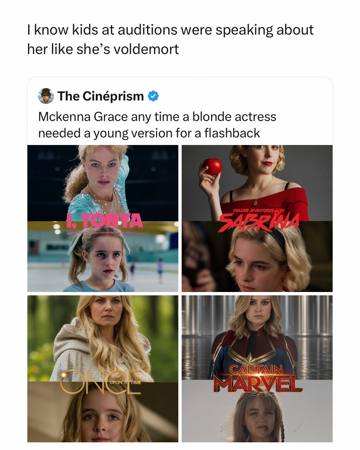 I know kids at auditions were speaking about
her like she's voldemort
The Cinéprism
Mckenna Grace any time a blonde actress
needed a young version for a flashback
I, TONYA
SABRINA
ONCE
CAPTAIN
MARVEL